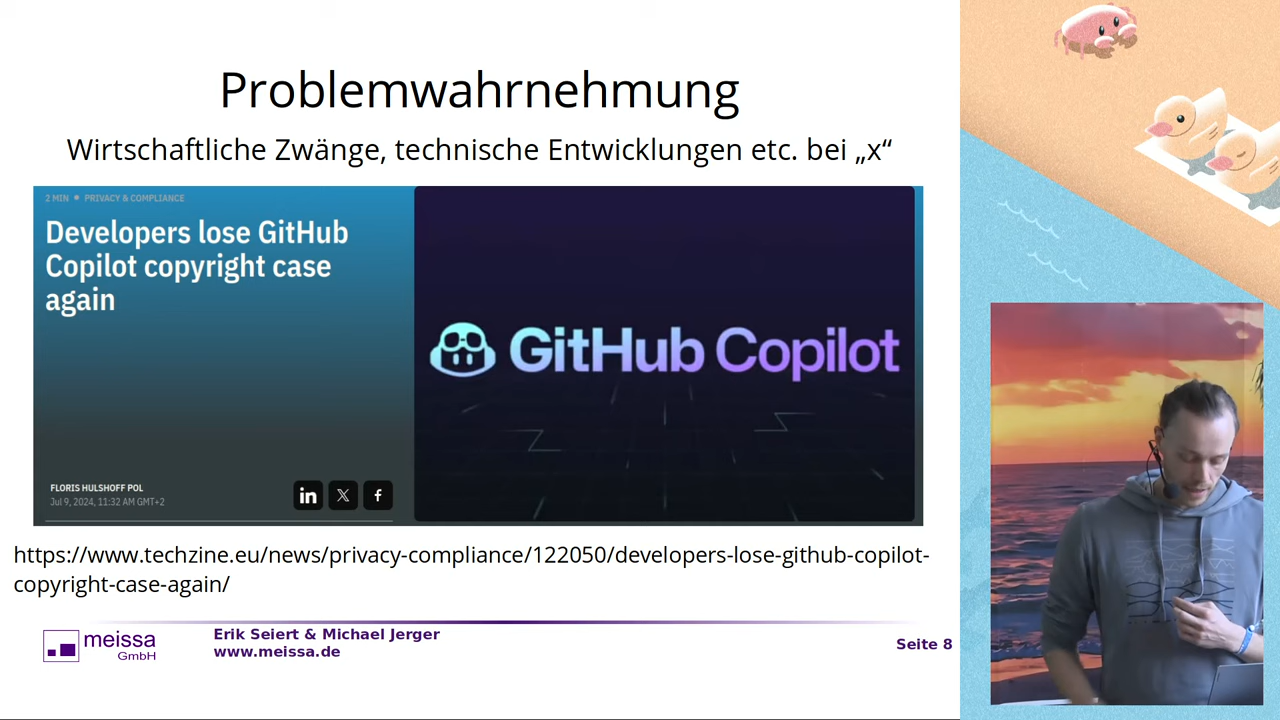 Problemwahrnehmung
Wirtschaftliche Zwänge, technische Entwicklungen etc. bei „x“
2 MIN PRIVACY & COMPLIANCE
Developers lose GitHub
Copilot copyright case
again
GitHub Copilot
FLORIS HULSHOFF POL
Jul 9, 2024, 11:32 AM GMT+2
in X f
https://www.techzine.eu/news/privacy-compliance/122050/developers-lose-github-copilot-
copyright-case-again/
meissa
GmbH
Erik Seiert & Michael Jerger
www.meissa.de
Seite 8